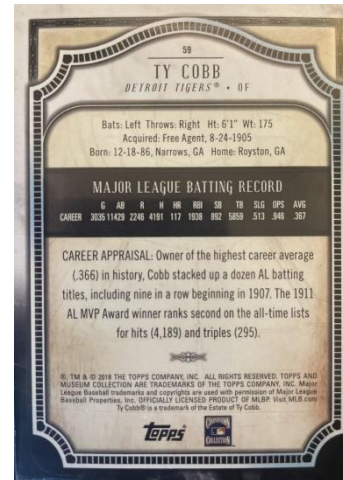 59
TY COBB
DETROIT TIGERS® • OF
Bats: Left Throws: Right Ht: 6'1" Wt: 175
Acquired: Free Agent, 8-24-1905
Born: 12-18-86, Narrows, GA Home: Royston, GA
MAJOR LEAGUE BATTING RECORD
G AB R H HR RBI SB TB SLG OPS AVG
CAREER 3035 11429 2246 4191 117 1938 892 5859 .513 .946 .367
CAREER APPRAISAL: Owner of the highest career average
(.366) in history, Cobb stacked up a dozen AL batting
titles, including nine in a row beginning in 1907. The 1911
AL MVP Award winner ranks second on the all-time lists
for hits (4,189) and triples (295).
®, TM & © 2018 THE TOPPS COMPANY, INC. ALL RIGHTS RESERVED. TOPPS AND
MUSEUM COLLECTION ARE TRADEMARKS OF THE TOPPS COMPANY, INC. Major
League Baseball trademarks and copyrights are used with permission of Major League
Baseball Properties, Inc. OFFICIALLY LICENSED PRODUCT OF MLBP. Visit MLB.com
Ty Cobb® is a trademark of the Estate of Ty Cobb.
topps
COOPERSTOWN
COLLECTION